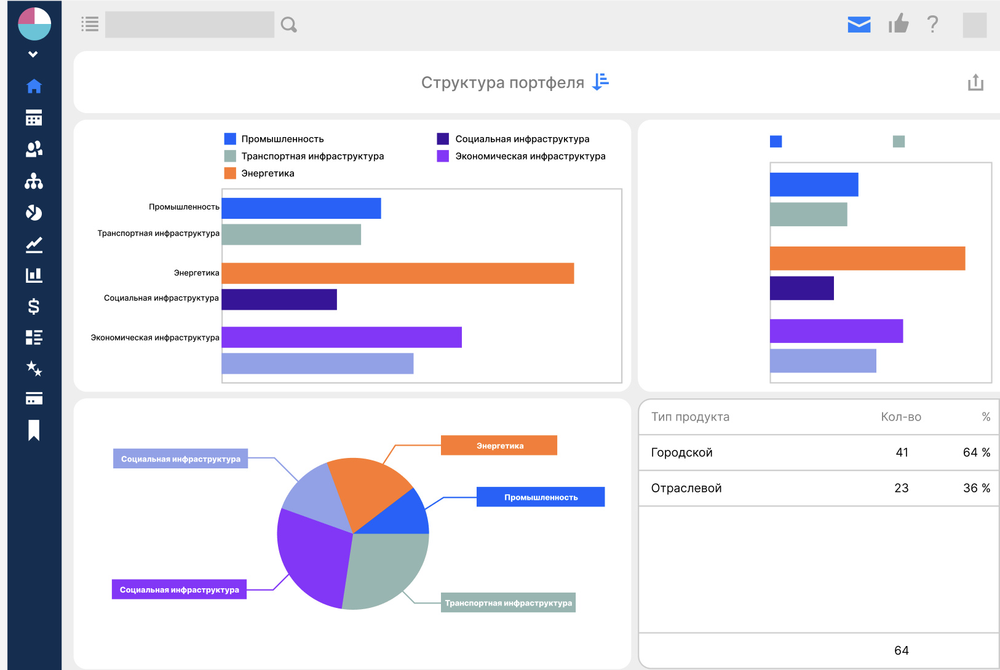 Структура портфеля
Промышленность
Социальная инфраструктура
Транспортная инфраструктура
Экономическая инфраструктура
Энергетика
Промышленность
Транспортная инфраструктура
Энергетика
Социальная инфраструктура
Экономическая инфраструктура
Энергетика
Социальная инфраструктура
Промышленность
Социальная инфраструктура
Транспортная инфраструктура
Тип продукта Кол-во %
Городской 41 64 %
Отраслевой 23 36 %
64